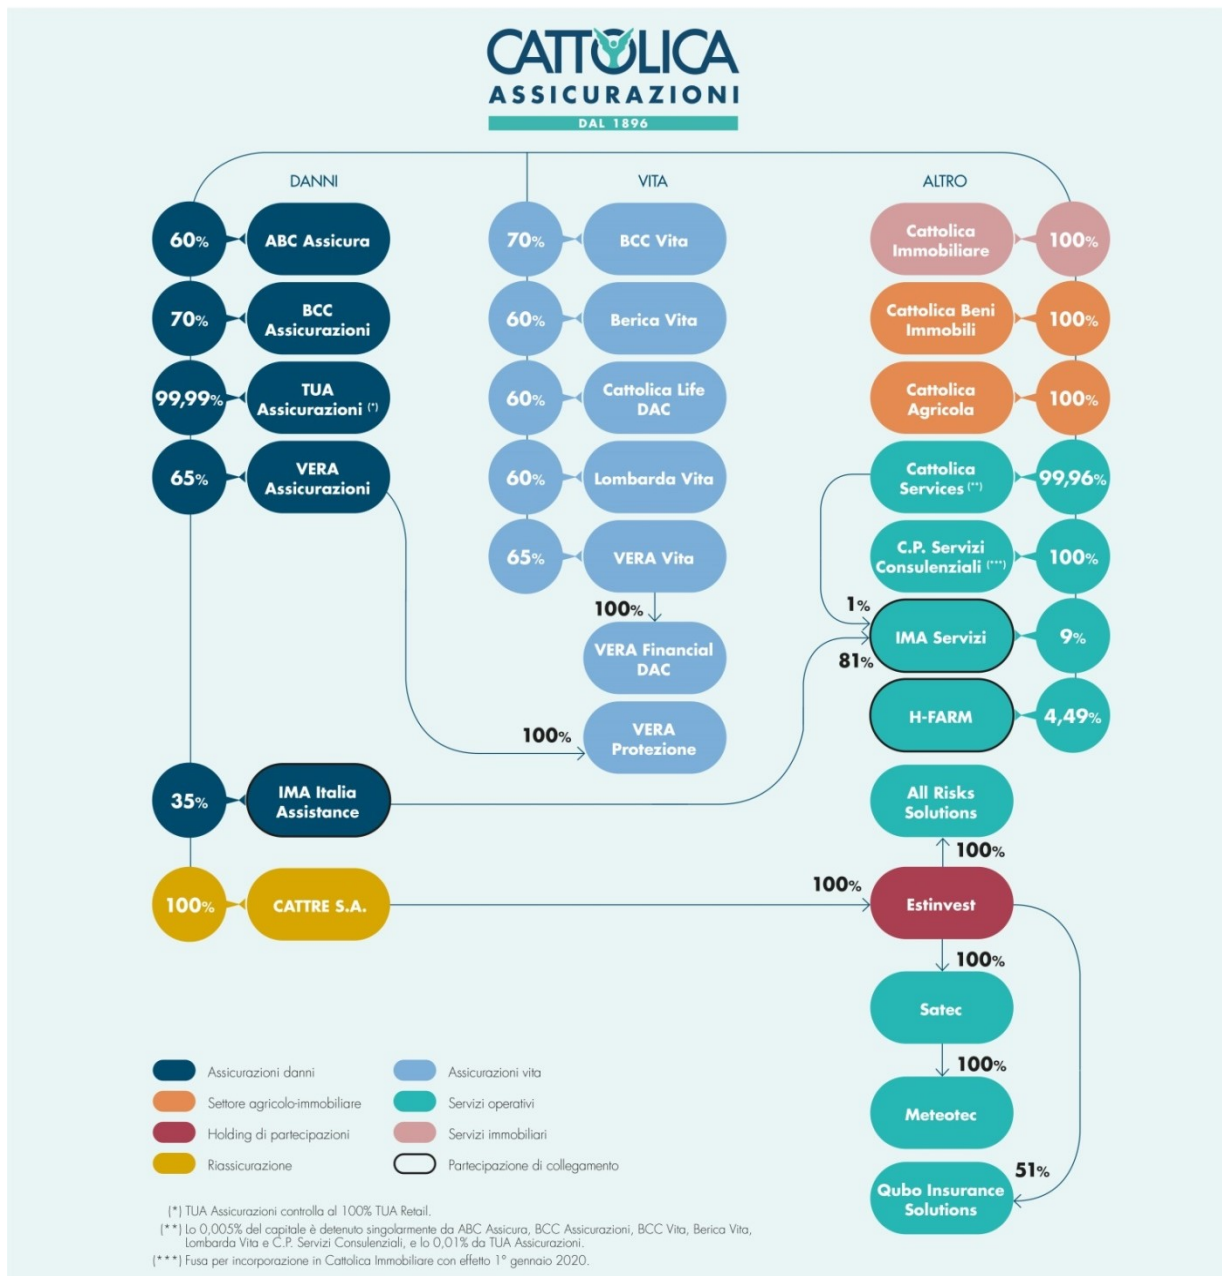 CATTOLICA
ASSICURAZIONI
DAL 1896
DANNI
60%
ABC Assicura
70%
BCC
Assicurazioni
99,99%
TUA
Assicurazioni (*)
65%
VERA
Assicurazioni
35%
IMA Italia
Assistance
100%
CATTRE S.A.
VITA
70%
BCC Vita
60%
Berica Vita
60%
Cattolica Life
DAC
60%
Lombarda Vita
65%
VERA Vita
100%
VERA Financial
DAC
100%
VERA
Protezione
ALTRO
Cattolica
Immobiliare
100%
Cattolica Beni
Immobili
100%
Cattolica
Agricola
100%
Cattolica
Services (**)
99,96%
C.P. Servizi
Consulenziali (***)
100%
1%
IMA Servizi
9%
81%
H-FARM
4,49%
All Risks
Solutions
100%
100%
Estinvest
100%
Satec
100%
Meteotec
51%
Qubo Insurance
Solutions
Assicurazioni danni
Assicurazioni vita
Settore agricolo-immobiliare
Servizi operativi
Holding di partecipazioni
Servizi immobiliari
Riassicurazione
Partecipazione di collegamento
(*) TUA Assicurazioni controlla al 100% TUA Retail.
(**) Lo 0,005% del capitale è detenuto singolarmente da ABC Assicura, BCC Assicurazioni, BCC Vita, Berica Vita,
Lombarda Vita e C.P. Servizi Consulenziali, e lo 0,01% da TUA Assicurazioni.
(***) Fusa per incorporazione in Cattolica Immobiliare con effetto 1° gennaio 2020.